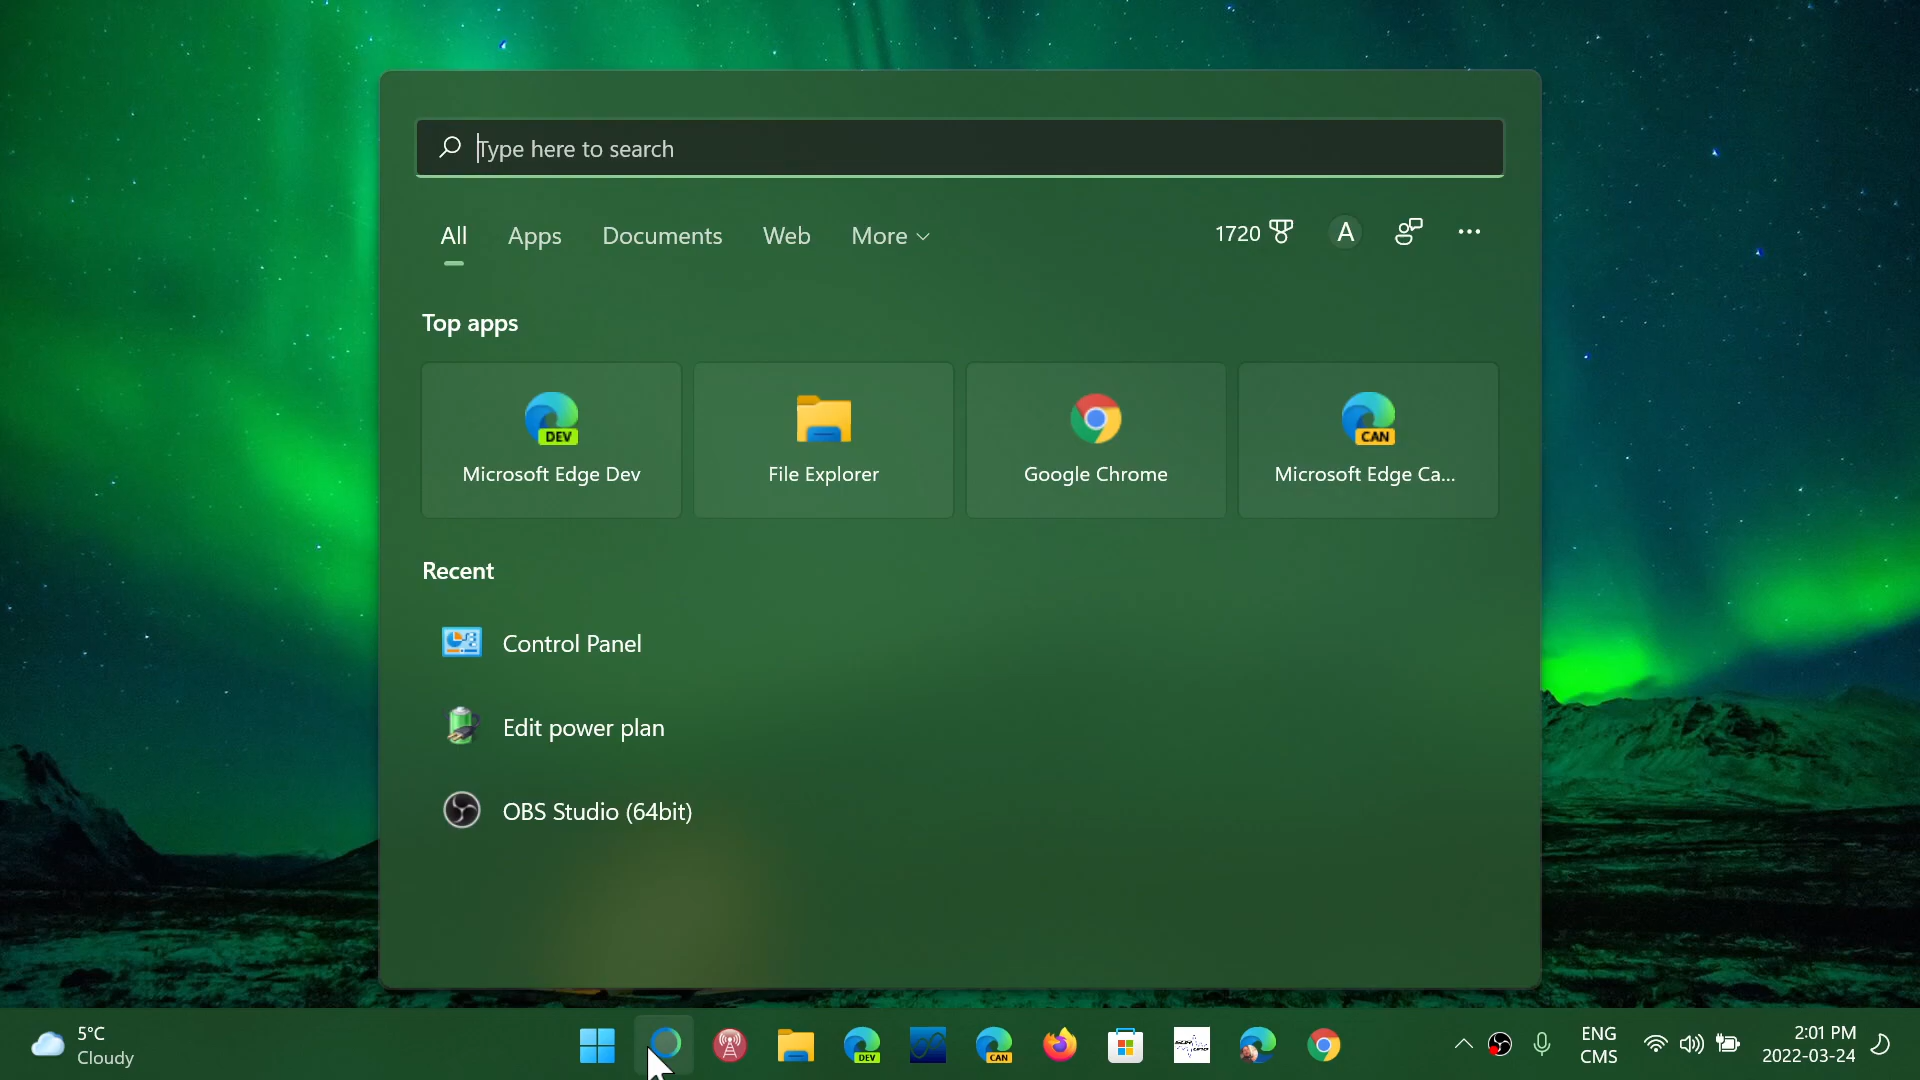 Type here to search
All Apps Documents Web More
1720 A
Top apps
DEV CAN
Microsoft Edge Dev File Explorer Google Chrome Microsoft Edge Ca...
Recent
Control Panel
Edit power plan
OBS Studio (64bit)
5°C
Cloudy
DEV CAN
ENG
CMS
2:01 PM
2022-03-24